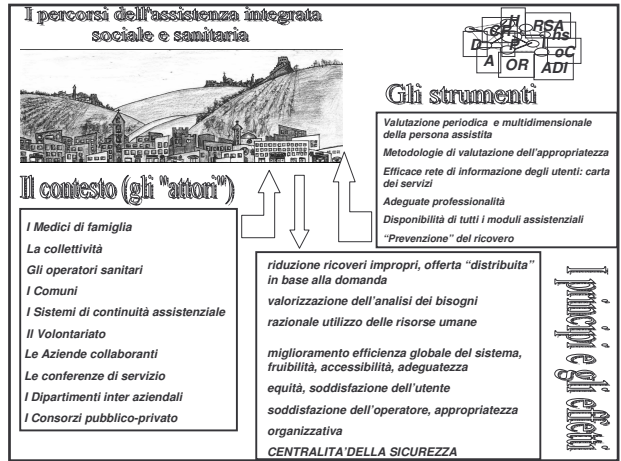 I percorsi dell'assistenza integrata
sociale e sanitaria
H
RSA
CR
hs
D
P
I
oC
A
OR
ADI
Gli strumenti
Valutazione periodica e multidimensionale
della persona assistita
Metodologie di valutazione dell'appropriatezza
Efficace rete di informazione degli utenti: carta
dei servizi
Adeguate professionalità
Disponibilità di tutti i moduli assistenziali
“Prevenzione” del ricovero
Il contesto (gli "attori")
I Medici di famiglia
La collettività
Gli operatori sanitari
I Comuni
I Sistemi di continuità assistenziale
Il Volontariato
Le Aziende collaboranti
Le conferenze di servizio
I Dipartimenti inter aziendali
I Consorzi pubblico-privato
riduzione ricoveri impropri, offerta “distribuita”
in base alla domanda
valorizzazione dell'analisi dei bisogni
razionale utilizzo delle risorse umane
miglioramento efficienza globale del sistema,
fruibilità, accessibilità, adeguatezza
equità, soddisfazione dell'utente
soddisfazione dell'operatore, appropriatezza
organizzativa
CENTRALITA'DELLA SICUREZZA
I principi e gli effetti